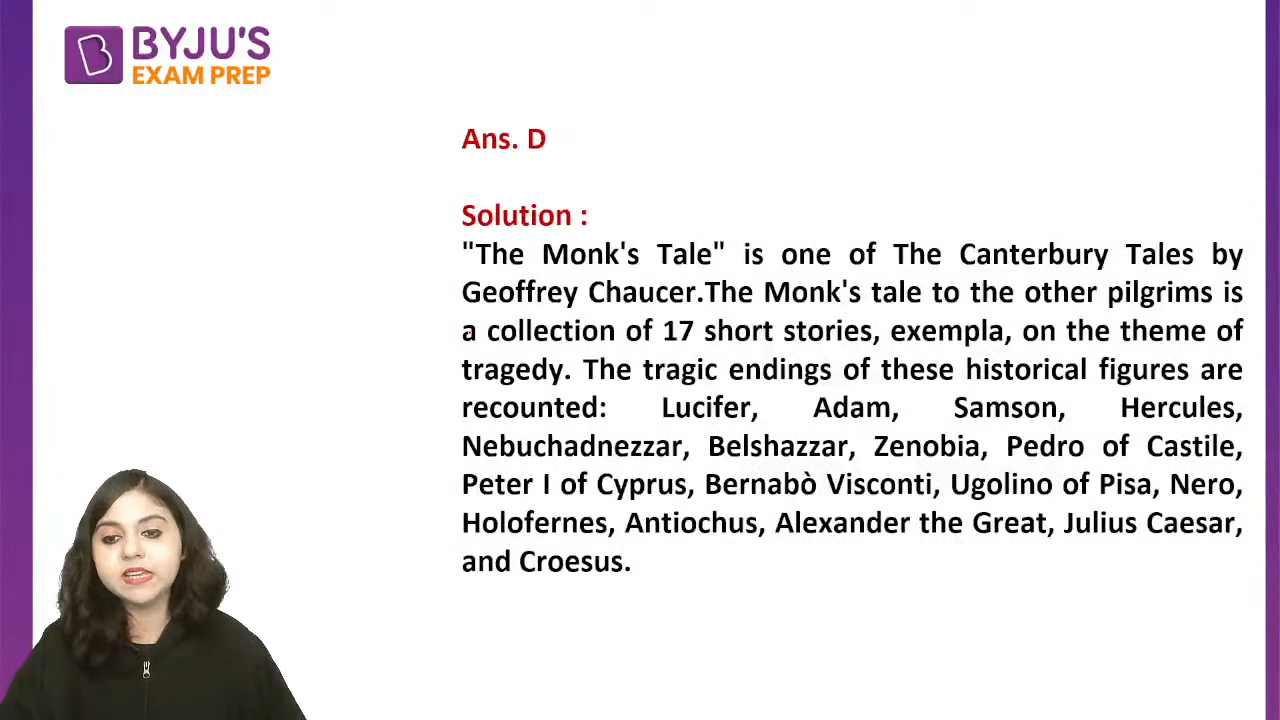 BYJU'S
EXAM PREP
Ans. D
Solution :
"The Monk's Tale" is one of The Canterbury Tales by
Geoffrey Chaucer.The Monk's tale to the other pilgrims is
a collection of 17 short stories, exempla, on the theme of
tragedy. The tragic endings of these historical figures are
recounted: Lucifer, Adam, Samson, Hercules,
Nebuchadnezzar, Belshazzar, Zenobia, Pedro of Castile,
Peter I of Cyprus, Bernabò Visconti, Ugolino of Pisa, Nero,
Holofernes, Antiochus, Alexander the Great, Julius Caesar,
and Croesus.